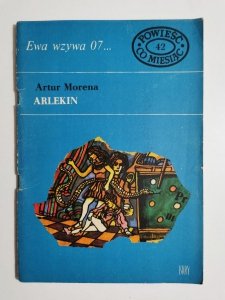 Ewa wzywa 07...
POWIEŚĆ
42
CO MIESIĄC
Artur Morena
ARLEKIN